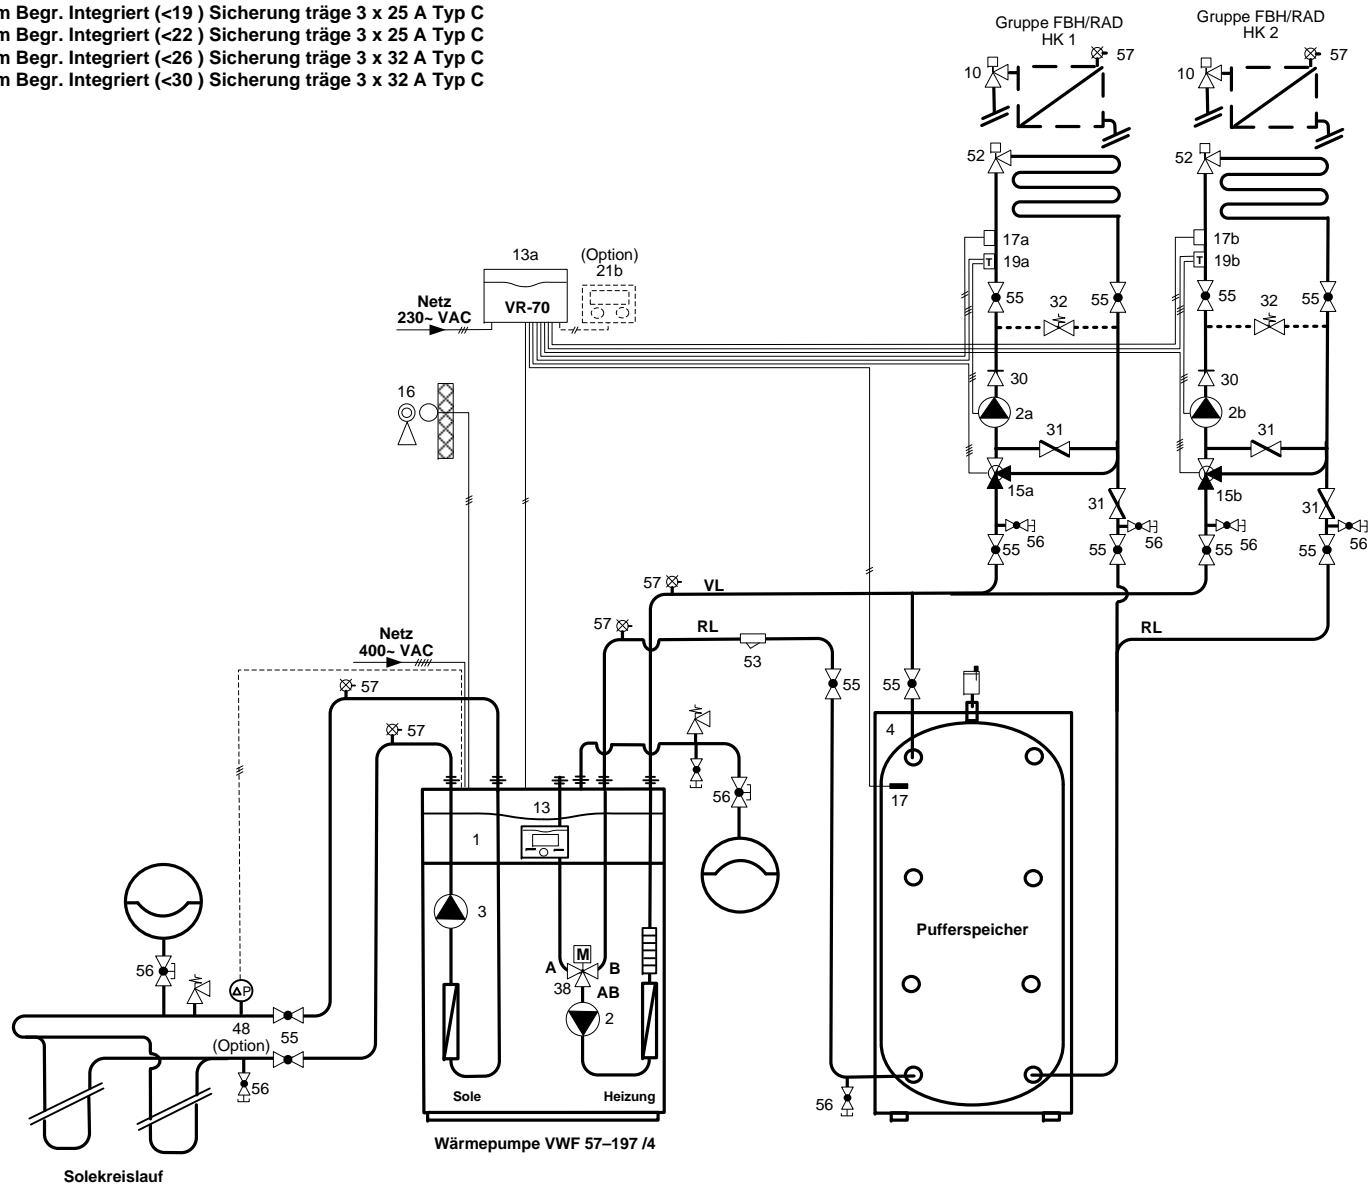 m Begr. Integriert (<19 ) Sicherung träge 3 x 25 A Typ C
m Begr. Integriert (<22 ) Sicherung träge 3 x 25 A Typ C
m Begr. Integriert (<26 ) Sicherung träge 3 x 32 A Typ C
m Begr. Integriert (<30 ) Sicherung träge 3 x 32 A Typ C
Gruppe FBH/RAD
HK 1
Gruppe FBH/RAD
HK 2
10
57
10
57
52
52
17a
19a
T
17b
19b
T
13a
VR-70
(Option)
21b
Netz
230~ VAC
55
32
55
55
32
55
16
30
2a
31
30
2b
31
15a
31
15b
31
56
55
56
55
56
55
56
55
57
VL
57
RL
53
RL
Netz
400~ VAC
57
57
55
55
4
17
56
13
1
3
M
A
B
38
AB
2
Pufferspeicher
56
ΔP
48
(Option)
55
56
56
Sole
Heizung
Wärmepumpe VWF 57–197 /4
Solekreislauf